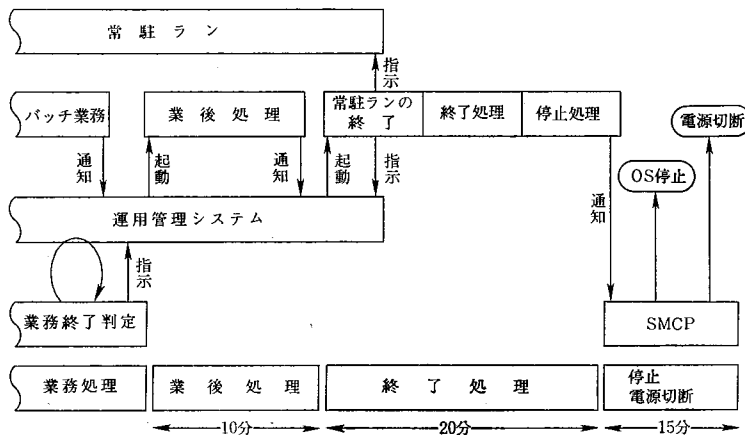 常駐ラン
指示
バッチ業務
業後処理
常駐ランの
終了
終了処理
停止処理
電源切断
通知
起動
通知
起動
指示
OS停止
運用管理システム
通知
指示
業務終了判定
SMCP
業務処理
業後処理
終了処理
停止
電源切断
10分
20分
15分